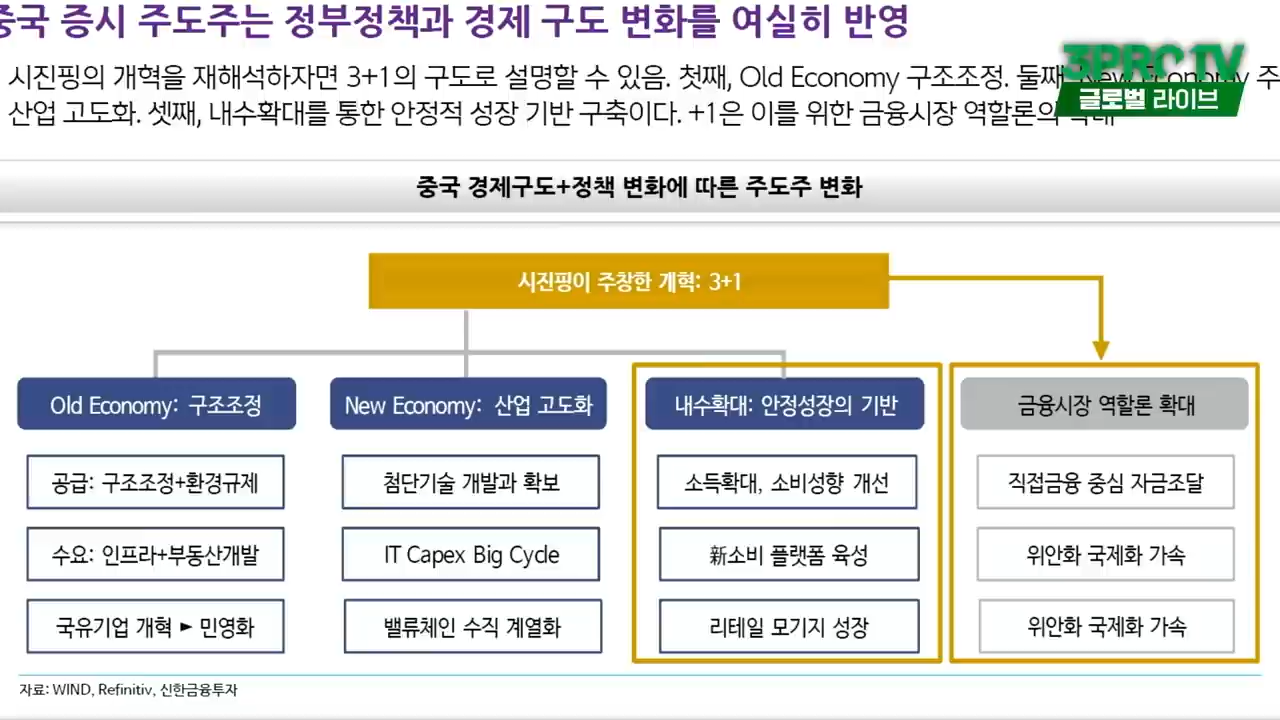 중국 증시 주도주는 정부정책과 경제 구도 변화를 여실히 반영
시진핑의 개혁을 재해석하자면 3+1의 구도로 설명할 수 있음. 첫째, Old Economy 구조조정. 둘째, New Economy 주
산업 고도화. 셋째, 내수확대를 통한 안정적 성장 기반 구축이다. +1은 이를 위한 금융시장 역할론의 확대
3PROTV
글로벌 라이브
중국 경제구도+정책 변화에 따른 주도주 변화
시진핑이 주창한 개혁: 3+1
Old Economy: 구조조정
New Economy: 산업 고도화
내수확대: 안정성장의 기반
금융시장 역할론 확대
공급: 구조조정+환경규제
첨단기술 개발과 확보
소득확대, 소비성향 개선
직접금융 중심 자금조달
수요: 인프라+부동산개발
IT Capex Big Cycle
新소비 플랫폼 육성
위안화 국제화 가속
국유기업 개혁 ► 민영화
밸류체인 수직 계열화
리테일 모기지 성장
위안화 국제화 가속
자료: WIND, Refinitiv, 신한금융투자